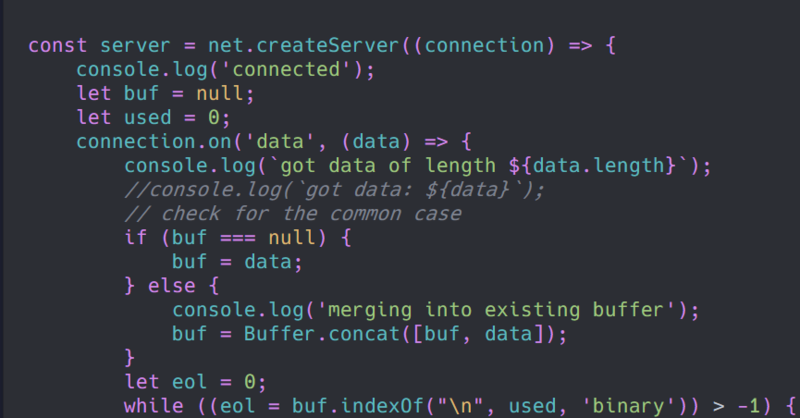 const server = net.createServer((connection) => {
    console.log('connected');
    let buf = null;
    let used = 0;
    connection.on('data', (data) => {
        console.log(`got data of length ${data.length}`);
        //console.log(`got data: ${data}`);
        // check for the common case
        if (buf === null) {
            buf = data;
        } else {
            console.log('merging into existing buffer');
            buf = Buffer.concat([buf, data]);
        }
        let eol = 0;
        while ((eol = buf.indexOf("\n", used, 'binary')) > -1) {